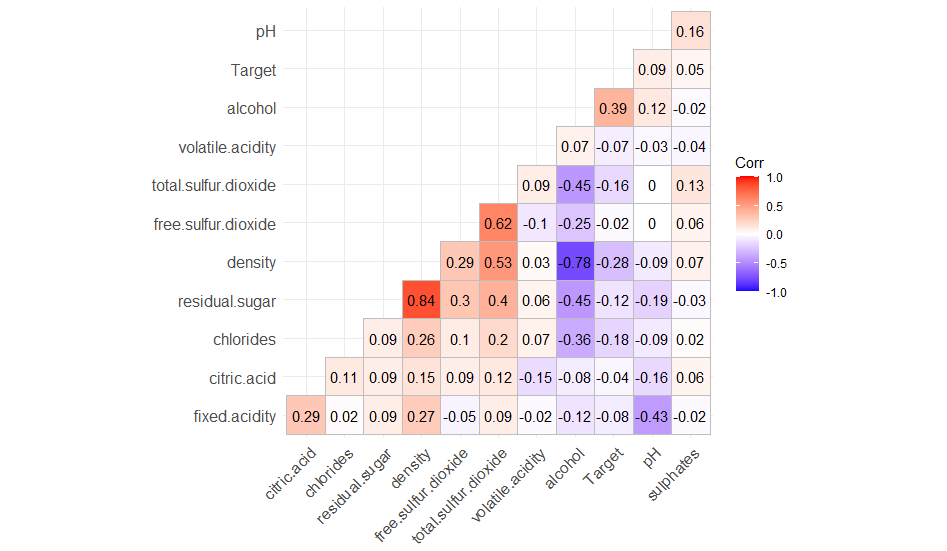 pH 0.16
Target 0.09 0.05
alcohol 0.39 0.12 -0.02
volatile.acidity 0.07 -0.07 -0.03 -0.04
total.sulfur.dioxide 0.09 -0.45 -0.16 0 0.13
free.sulfur.dioxide 0.62 -0.1 -0.25 -0.02 0 0.06
density 0.29 0.53 0.03 -0.78 -0.28 -0.09 0.07
residual.sugar 0.84 0.3 0.4 0.06 -0.45 -0.12 -0.19 -0.03
chlorides 0.09 0.26 0.1 0.2 0.07 -0.36 -0.18 -0.09 0.02
citric.acid 0.11 0.09 0.15 0.09 0.12 -0.15 -0.08 -0.04 -0.16 0.06
fixed.acidity 0.29 0.02 0.09 0.27 -0.05 0.09 -0.02 -0.12 -0.08 -0.43 -0.02
citric.acid
chlorides
residual.sugar
density
free.sulfur.dioxide
total.sulfur.dioxide
volatile.acidity
alcohol
Target
pH
sulphates
Corr
1.0
0.5
0.0
-0.5
-1.0